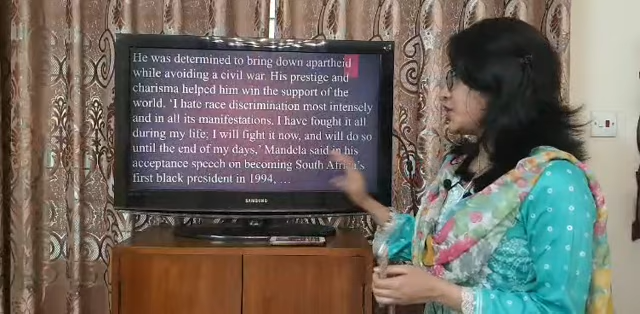 He was determined to bring down apartheid
while avoiding a civil war. His prestige and
charisma helped him win the support of the
world. ‘I hate race discrimination most intensely
and in all its manifestations. I have fought it all
during my life; I will fight it now, and will do so
until the end of my days,’ Mandela said in his
acceptance speech on becoming South Africa’s
first black president in 1994, ...
SAMSUNG